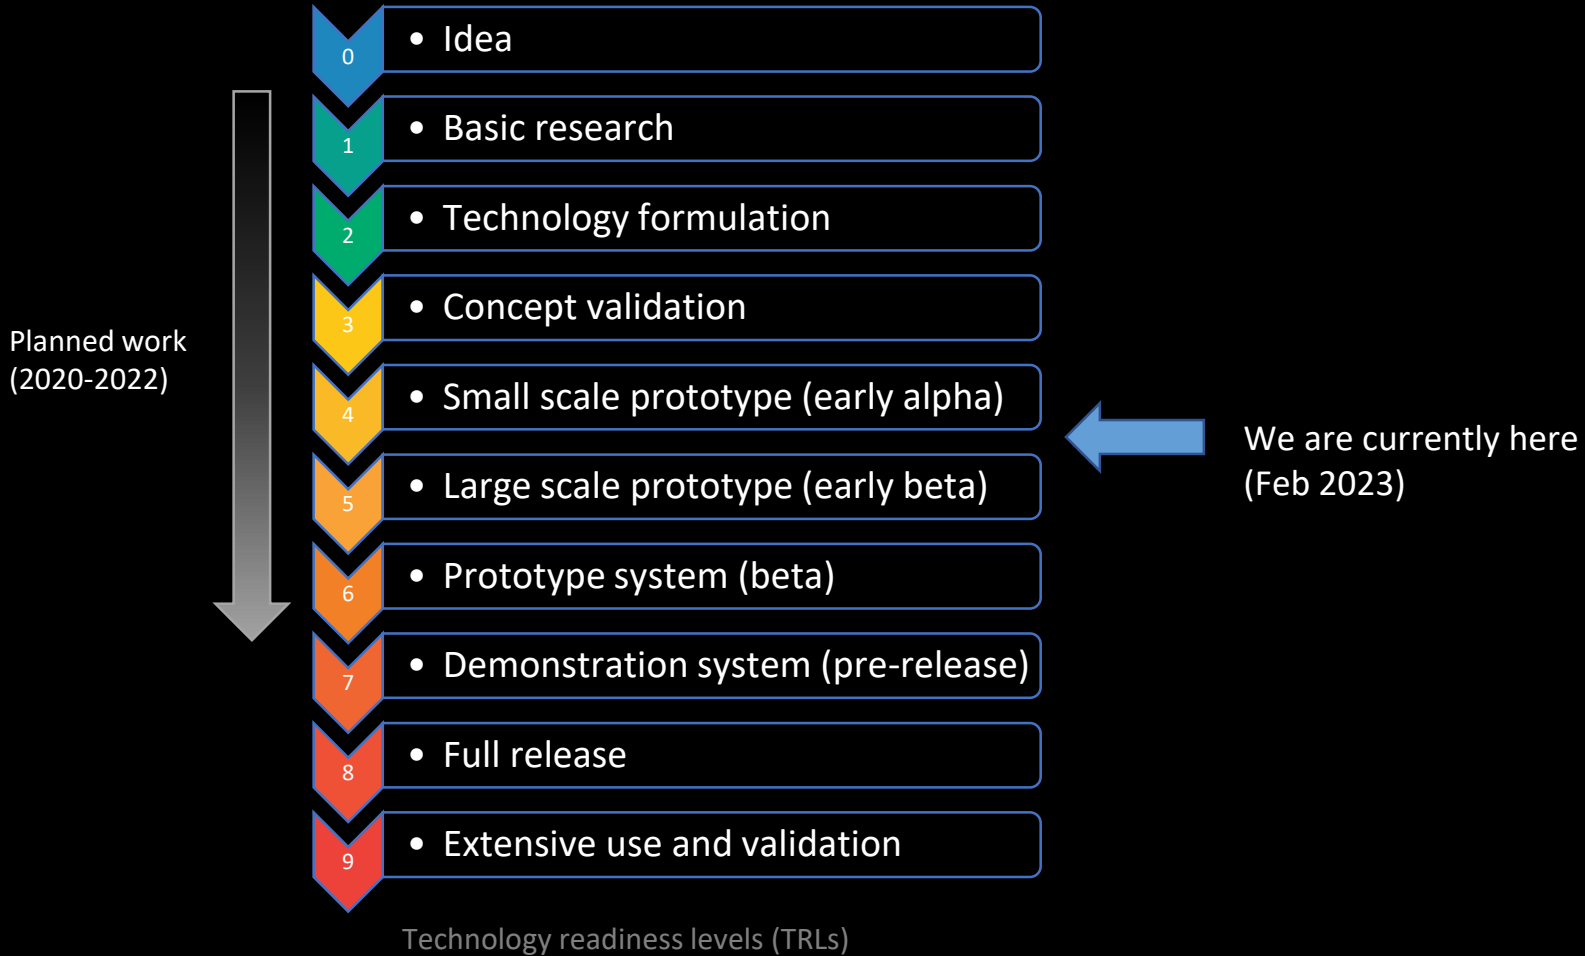 0
• Idea
1
• Basic research
2
• Technology formulation
3
• Concept validation
Planned work
(2020-2022)
4
• Small scale prototype (early alpha)
We are currently here
(Feb 2023)
5
• Large scale prototype (early beta)
6
• Prototype system (beta)
7
• Demonstration system (pre-release)
8
• Full release
9
• Extensive use and validation
Technology readiness levels (TRLs)